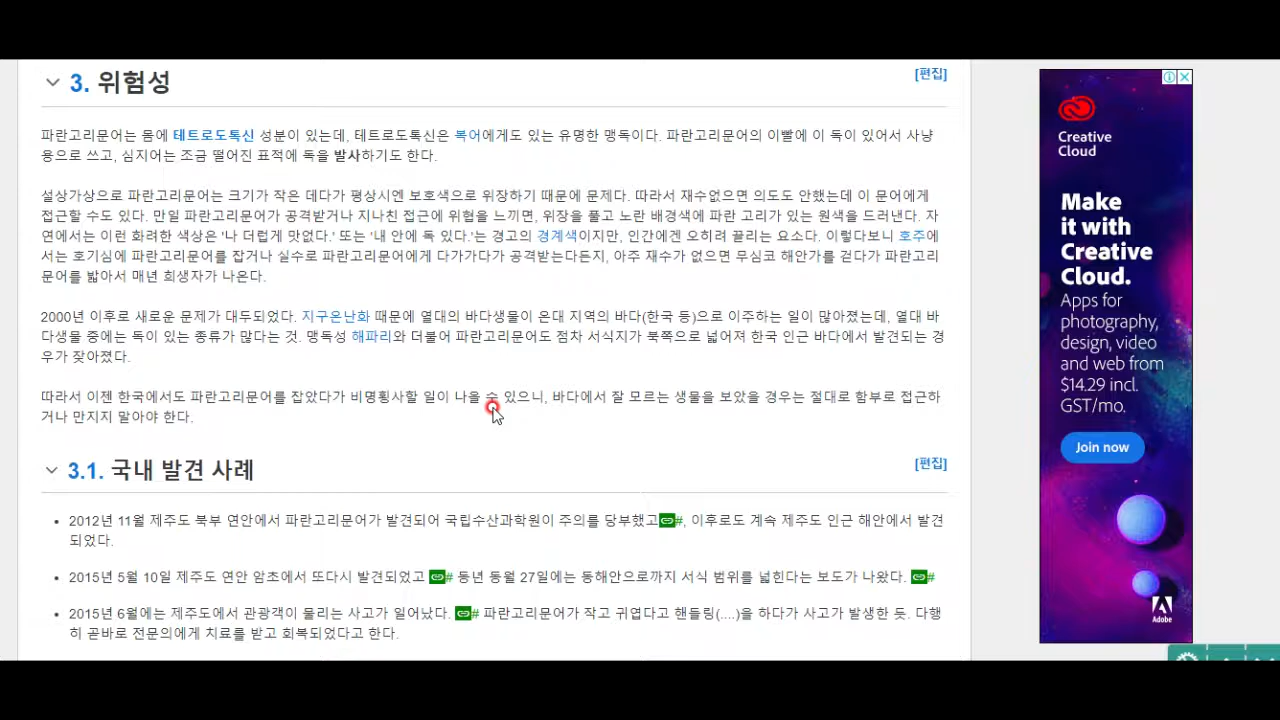 3. 위험성
[편집]
파란고리문어는 몸에 테트로도톡신 성분이 있는데, 테트로도톡신은 복어에게도 있는 유명한 맹독이다. 파란고리문어의 이빨에 이 독이 있어서 사냥
용으로 쓰고, 심지어는 조금 떨어진 표적에 독을 발사하기도 한다.
설상가상으로 파란고리문어는 크기가 작은 데다가 평상시엔 보호색으로 위장하기 때문에 문제다. 따라서 재수없으면 의도도 안했는데 이 문어에게
접근할 수도 있다. 만일 파란고리문어가 공격받거나 지나친 접근에 위협을 느끼면, 위장을 풀고 노란 배경색에 파란 고리가 있는 원색을 드러낸다. 자
연에서는 이런 화려한 색상은 '나 더럽게 맛없다.' 또는 '내 안에 독 있다.'는 경고의 경계색이지만, 인간에겐 오히려 끌리는 요소다. 이렇다보니 호주에
서는 호기심에 파란고리문어를 잡거나 실수로 파란고리문어에게 다가가다가 공격받는다든지, 아주 재수가 없으면 무심코 해안가를 걷다가 파란고리
문어를 밟아서 매년 희생자가 나온다.
2000년 이후로 새로운 문제가 대두되었다. 지구온난화 때문에 열대의 바다생물이 온대 지역의 바다(한국 등)으로 이주하는 일이 많아졌는데, 열대 바
다생물 중에는 독이 있는 종류가 많다는 것. 맹독성 해파리와 더불어 파란고리문어도 점차 서식지가 북쪽으로 넓어져 한국 인근 바다에서 발견되는 경
우가 잦아졌다.
따라서 이젠 한국에서도 파란고리문어를 잡았다가 비명횡사할 일이 나올 수 있으니, 바다에서 잘 모르는 생물을 보았을 경우는 절대로 함부로 접근하
거나 만지지 말아야 한다.
3.1. 국내 발견 사례
[편집]
2012년 11월 제주도 북부 연안에서 파란고리문어가 발견되어 국립수산과학원이 주의를 당부했고#, 이후로도 계속 제주도 인근 해안에서 발견
되었다.
2015년 5월 10일 제주도 연안 암초에서 또다시 발견되었고 # 동년 동월 27일에는 동해안으로까지 서식 범위를 넓힌다는 보도가 나왔다. #
2015년 6월에는 제주도에서 관광객이 물리는 사고가 일어났다. # 파란고리문어가 작고 귀엽다고 핸들링(....)을 하다가 사고가 발생한 듯. 다행
히 곧바로 전문의에게 치료를 받고 회복되었다고 한다.
Creative
Cloud
Make
it with
Creative
Cloud.
Apps for
photography,
design, video
and web from
$14.29 incl.
GST/mo.
Join now
Adobe